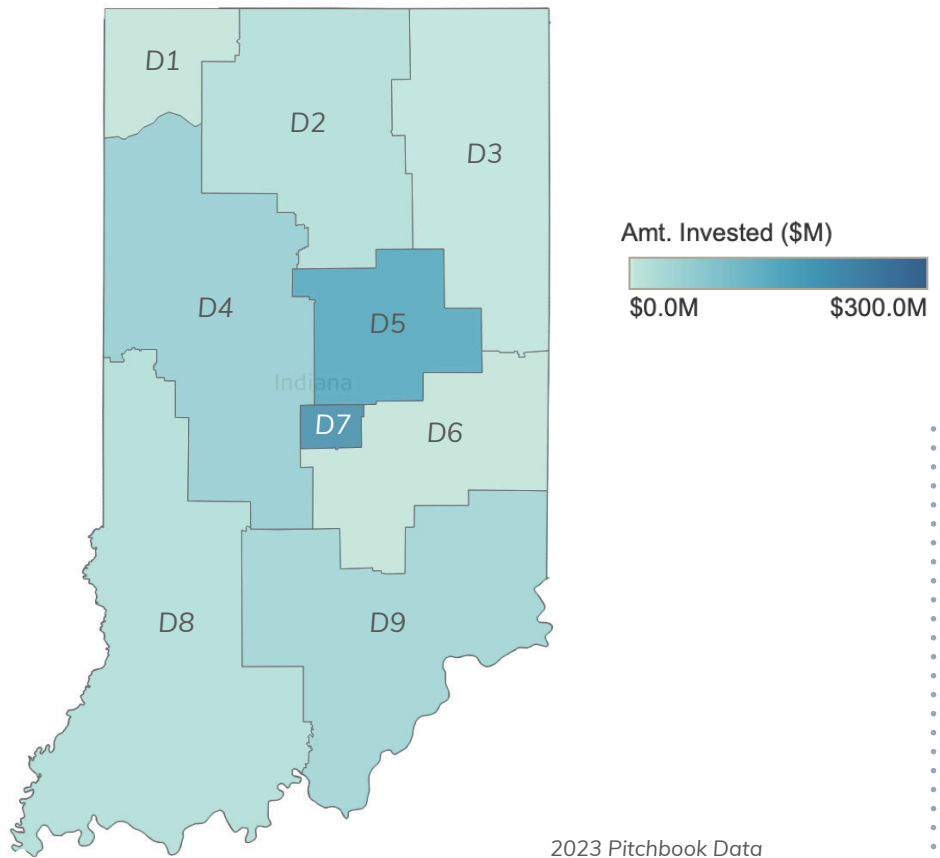 D1
D2
D3
Amt. Invested ($M)
$0.0M $300.0M
D4
D5
Indiana
D7
D6
D8
D9
2023 Pitchbook Data